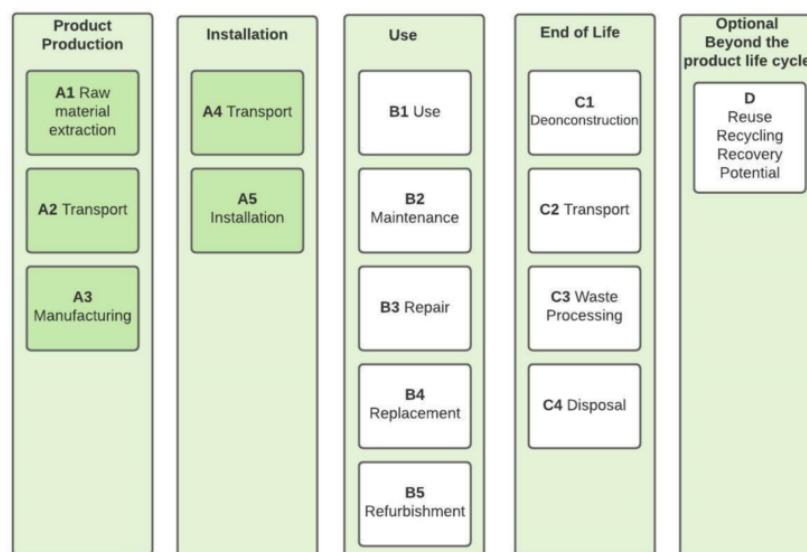 Product
Production
A1 Raw
material
extraction
A2 Transport
A3
Manufacturing
Installation
A4 Transport
A5
Installation
Use
B1 Use
B2
Maintenance
B3 Repair
B4
Replacement
B5
Refurbishment
End of Life
C1
Deonconstruction
C2 Transport
C3 Waste
Processing
C4 Disposal
Optional
Beyond the
product life cycle
D
Reuse
Recycling
Recovery
Potential